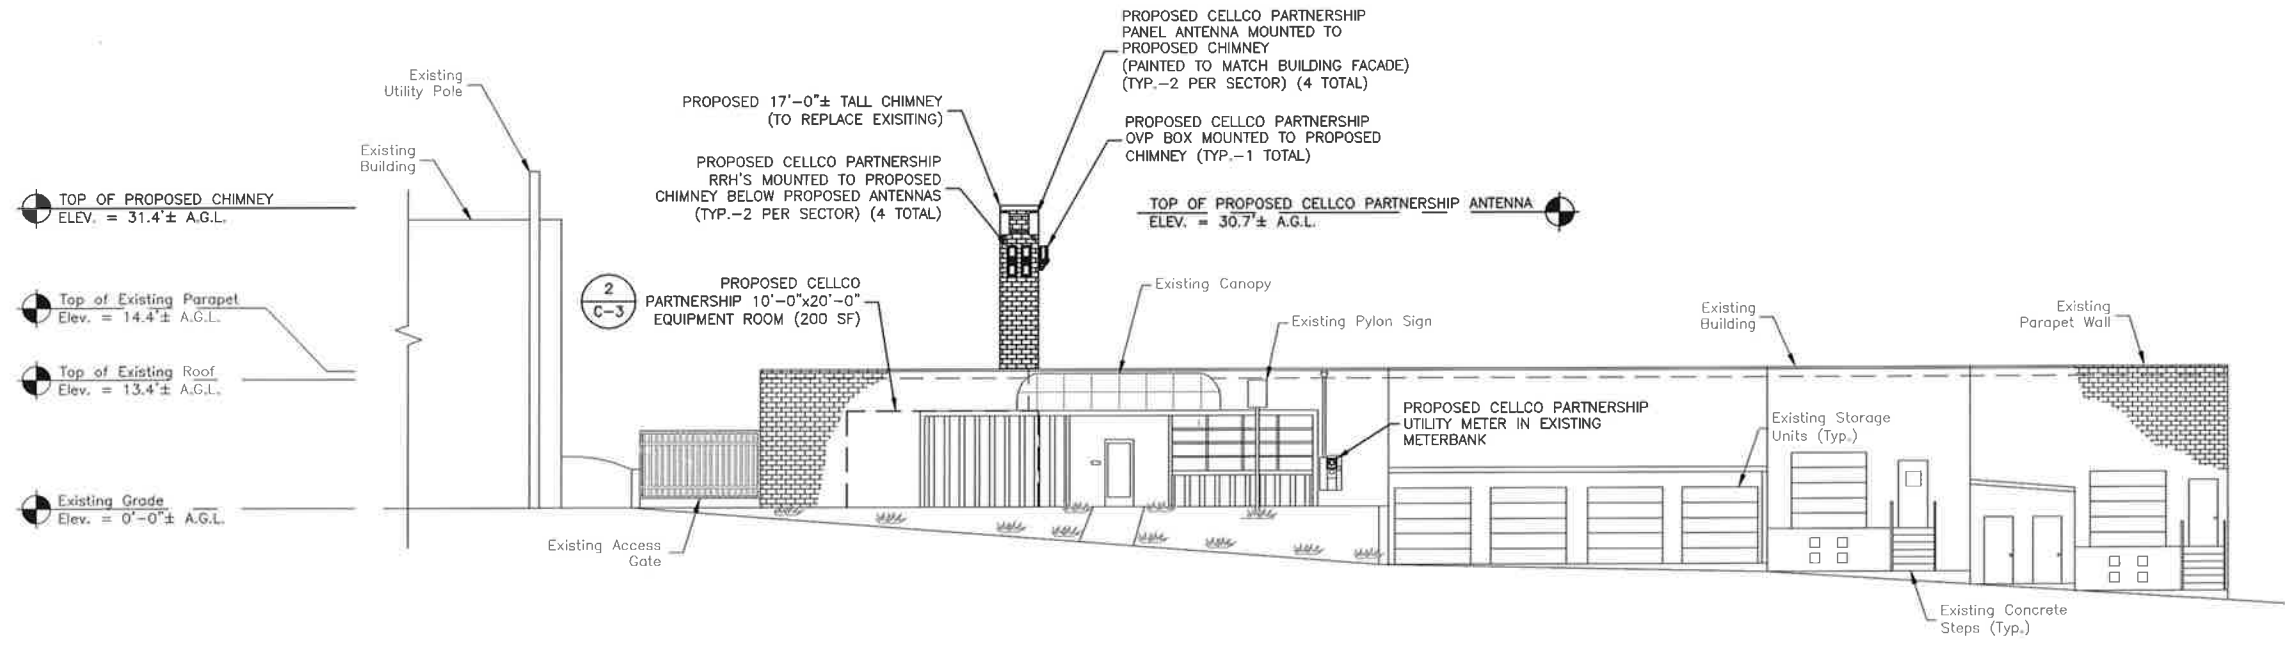 PROPOSED CELLCO PARTNERSHIP
PANEL ANTENNA MOUNTED TO
PROPOSED CHIMNEY
(PAINTED TO MATCH BUILDING FACADE)
(TYP.-2 PER SECTOR) (4 TOTAL)
Existing
Utility Pole
PROPOSED 17'-0"± TALL CHIMNEY
(TO REPLACE EXISITING)
PROPOSED CELLCO PARTNERSHIP
OVP BOX MOUNTED TO PROPOSED
CHIMNEY (TYP.-1 TOTAL)
Existing
Building
PROPOSED CELLCO PARTNERSHIP
RRH'S MOUNTED TO PROPOSED
CHIMNEY BELOW PROPOSED ANTENNAS
(TYP.-2 PER SECTOR) (4 TOTAL)
TOP OF PROPOSED CHIMNEY
ELEV. = 31.4'± A.G.L.
TOP OF PROPOSED CELLCO PARTNERSHIP ANTENNA
ELEV. = 30.7'± A.G.L.
2
C-3
PROPOSED CELLCO
PARTNERSHIP 10'-0"x20'-0"
EQUIPMENT ROOM (200 SF)
Existing Canopy
Top of Existing Parapet
Elev. = 14.4'± A.G.L.
Existing Pylon Sign
Existing
Building
Existing
Parapet Wall
Top of Existing Roof
Elev. = 13.4'± A.G.L.
PROPOSED CELLCO PARTNERSHIP
UTILITY METER IN EXISTING
METERBANK
Existing Storage
Units (Typ.)
Existing Grade
Elev. = 0'-0"± A.G.L.
Existing Access
Gate
Existing Concrete
Steps (Typ.)